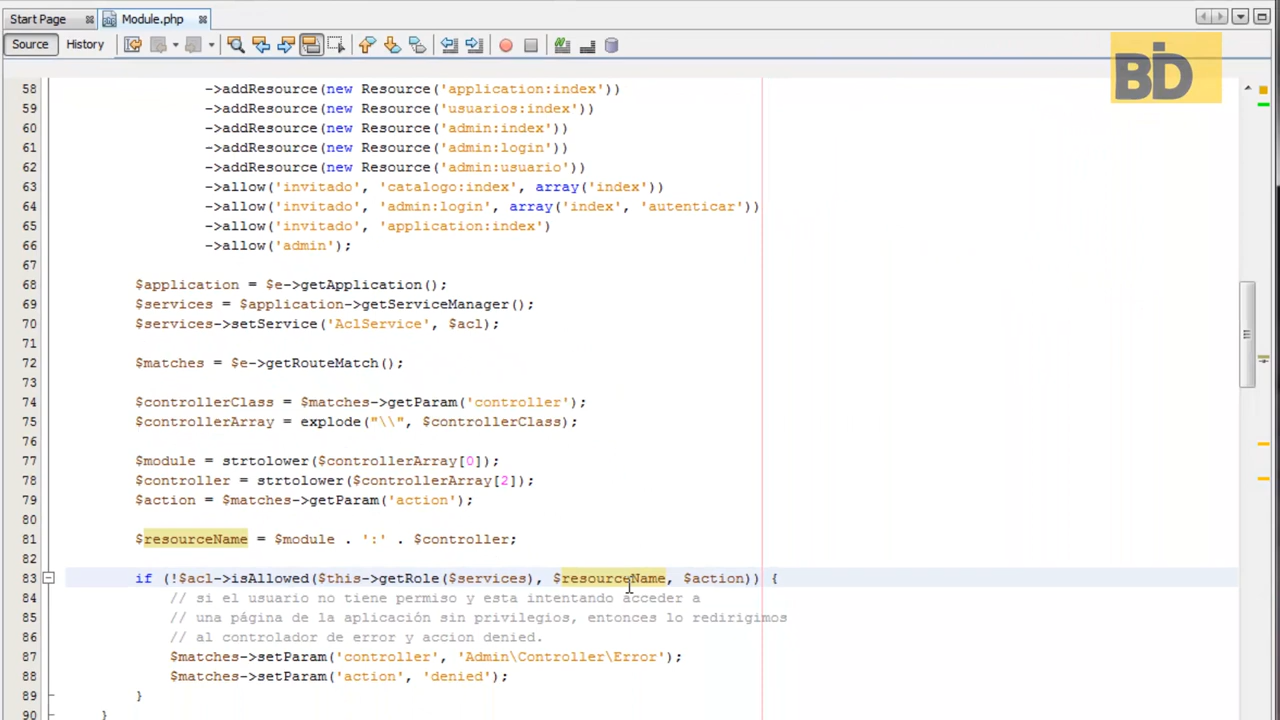 Start Page
Module.php
Source
History
BD
58 ->addResource(new Resource('application:index'))
59 ->addResource(new Resource('usuarios:index'))
60 ->addResource(new Resource('admin:index'))
61 ->addResource(new Resource('admin:login'))
62 ->addResource(new Resource('admin:usuario'))
63 ->allow('invitado', 'catalogo:index', array('index'))
64 ->allow('invitado', 'admin:login', array('index', 'autenticar'))
65 ->allow('invitado', 'application:index')
66 ->allow('admin');
67
68 $application = $e->getApplication();
69 $services = $application->getServiceManager();
70 $services->setService('AclService', $acl);
71
72 $matches = $e->getRouteMatch();
73
74 $controllerClass = $matches->getParam('controller');
75 $controllerArray = explode("\\", $controllerClass);
76
77 $module = strtolower($controllerArray[0]);
78 $controller = strtolower($controllerArray[2]);
79 $action = $matches->getParam('action');
80
81 $resourceName = $module . ':' . $controller;
82
83 if (!$acl->isAllowed($this->getRole($services), $resourceName, $action)) {
84 // si el usuario no tiene permiso y esta intentando acceder a
85 // una página de la aplicación sin privilegios, entonces lo redirigimos
86 // al controlador de error y accion denied.
87 $matches->setParam('controller', 'Admin\Controller\Error');
88 $matches->setParam('action', 'denied');
89 }
90 }